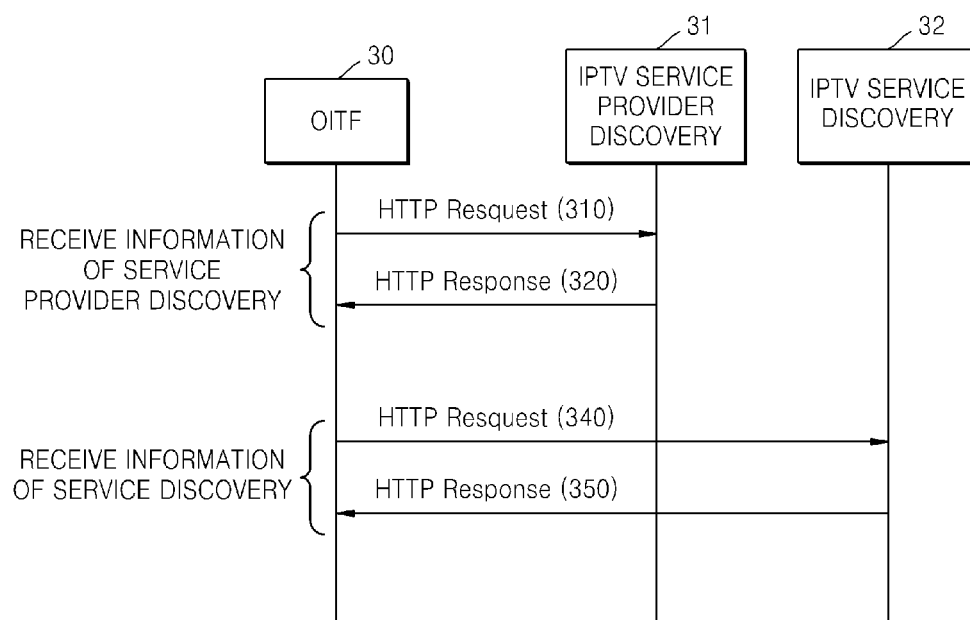 30
31
32
OITF
IPTV SERVICE
PROVIDER
DISCOVERY
IPTV SERVICE
DISCOVERY
HTTP Resquest (310)
RECEIVE INFORMATION
OF SERVICE
PROVIDER DISCOVERY
HTTP Response (320)
HTTP Resquest (340)
RECEIVE INFORMATION
OF SERVICE DISCOVERY
HTTP Response (350)